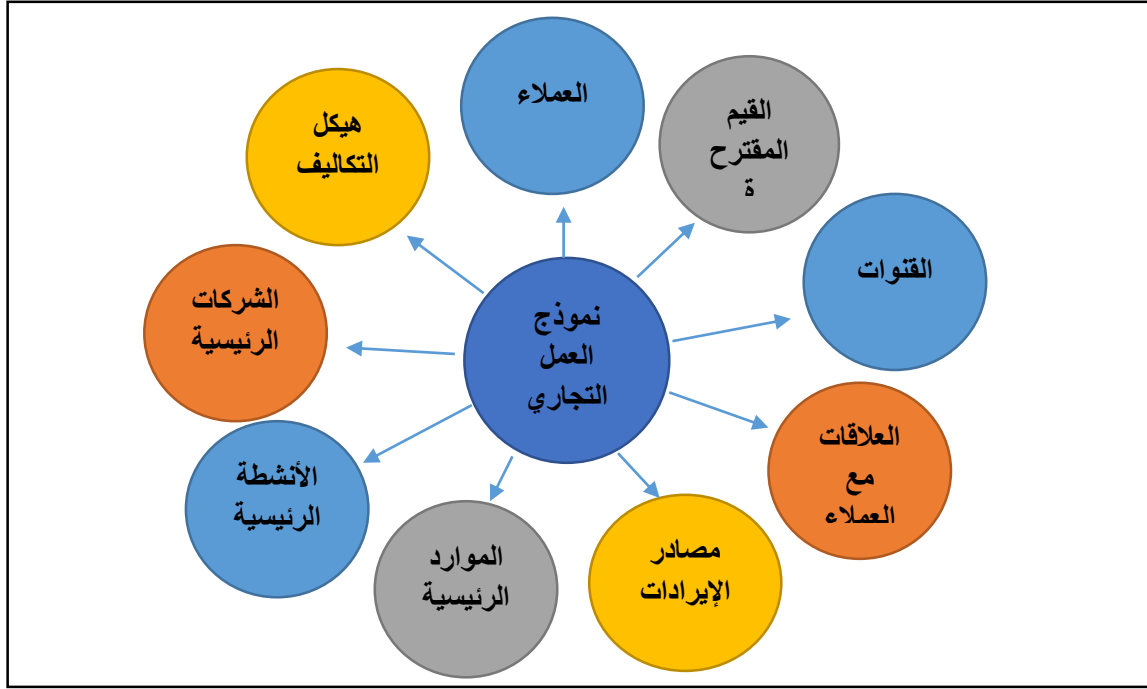 العملاء
القيم
المقترح
ة
القنوات
العلاقات
مع
العملاء
مصادر
الإيرادات
الموارد
الرئيسية
الأنشطة
الرئيسية
الشركات
الرئيسية
هيكل
التكاليف
نموذج
العمل
التجاري